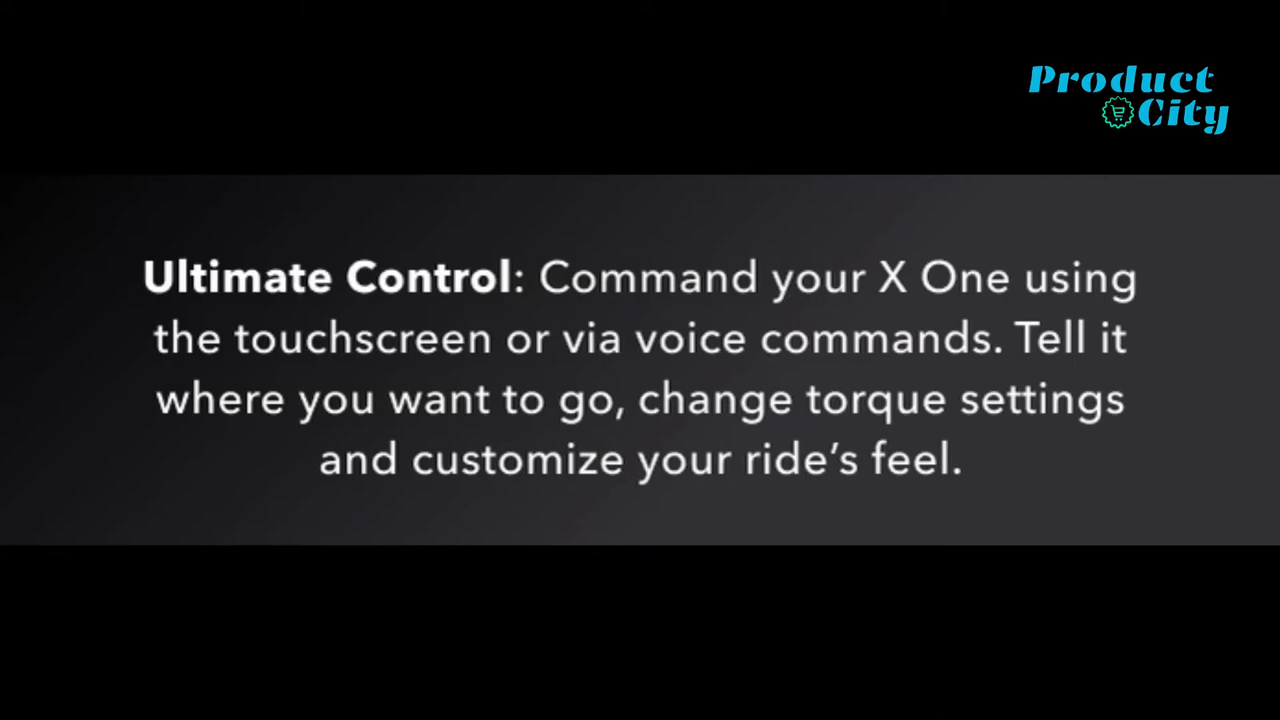 Product
City
Ultimate Control: Command your X One using
the touchscreen or via voice commands. Tell it
where you want to go, change torque settings
and customize your ride’s feel.